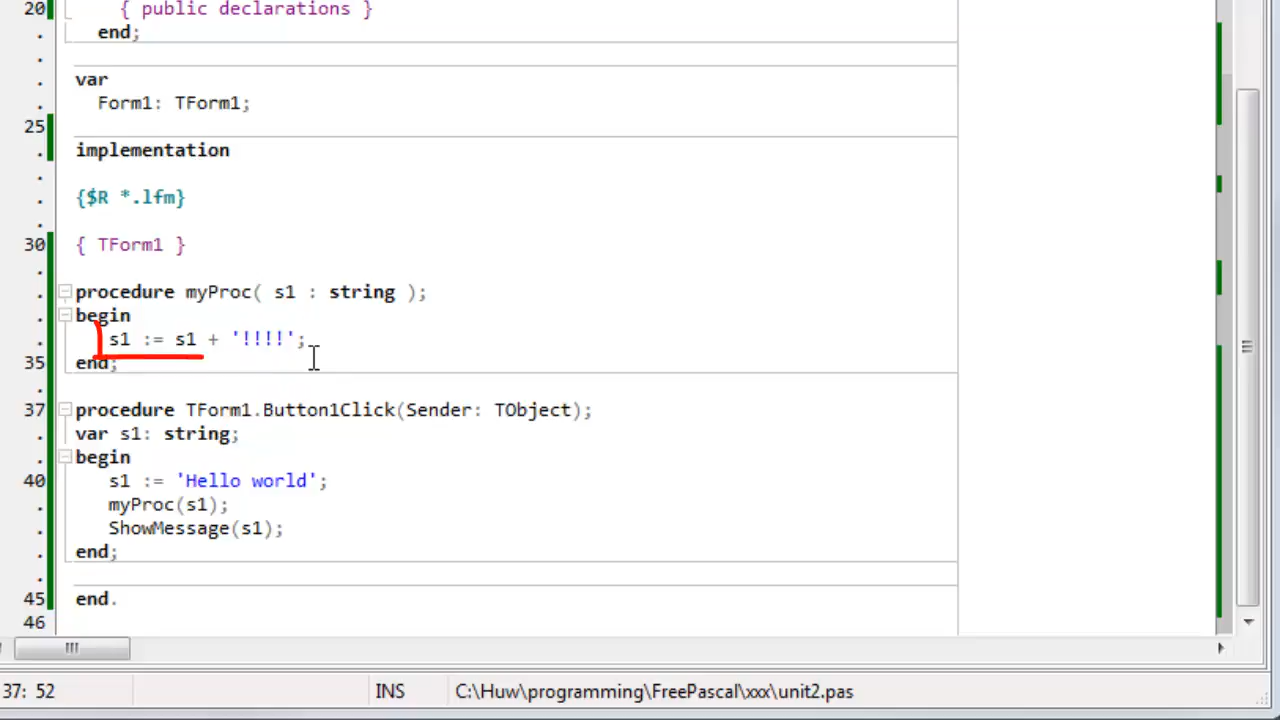 20 { public declarations }
. end;
.
. var
. Form1: TForm1;
25
. implementation
.
. {$R *.lfm}
.
30 { TForm1 }
.
. procedure myProc( s1 : string );
. begin
. s1 := s1 + '!!!!';
35 end;
.
37 procedure TForm1.Button1Click(Sender: TObject);
. var s1: string;
. begin
40 s1 := 'Hello world';
. myProc(s1);
. ShowMessage(s1);
. end;
.
45 end.
46
37: 52 INS C:\Huw\programming\FreePascal\xxx\unit2.pas